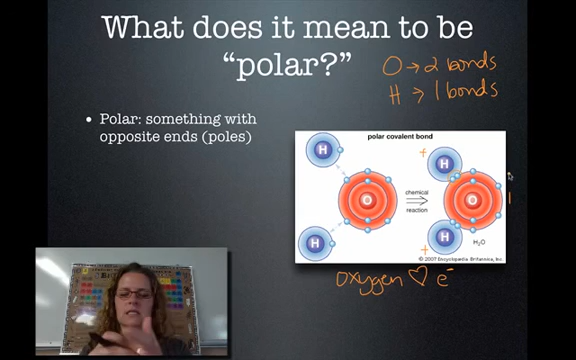 What does it mean to be
“polar?”
O → 2 bonds
H → 1 bonds
• Polar: something with
opposite ends (poles)
polar covalent bond
H
H
O
chemical
reaction
H
+
O
H
+
H₂O
© 2007 Encyclopædia Britannica, Inc.
oxygen ♡ e⁻